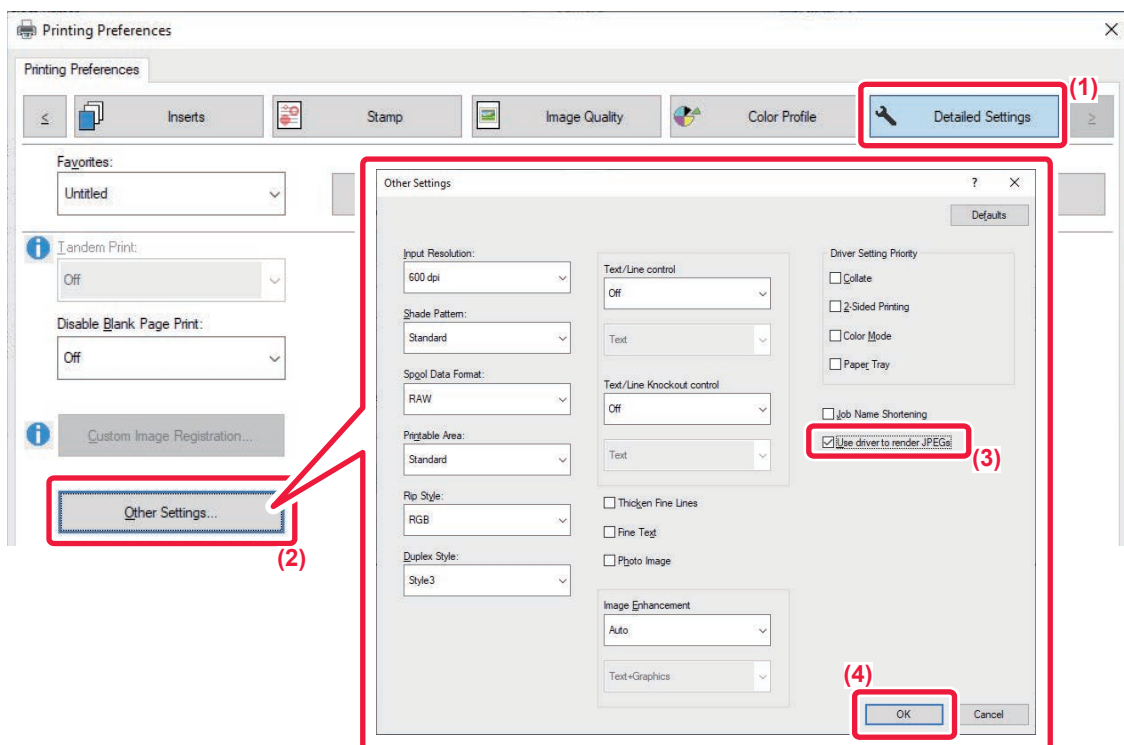 Printing Preferences
Printing Preferences
(1)
< Inserts Stamp Image Quality Color Profile Detailed Settings >
Favorites:
Untitled
Tandem Print:
Off
Disable Blank Page Print:
Off
Custom Image Registration...
Other Settings...
(2)
Other Settings ?
Defaults
Input Resolution:
600 dpi
Shade Pattern:
Standard
Spool Data Format:
RAW
Printable Area:
Standard
Rip Style:
RGB
Duplex Style:
Style3
Text/Line control
Off
Text
Text/Line Knockout control
Off
Text
Thicken Fine Lines
Fine Text
Photo Image
Image Enhancement
Auto
Text+Graphics
Driver Setting Priority
Collate
2-Sided Printing
Color Mode
Paper Tray
Job Name Shortening
Use driver to render JPEGs
(3)
(4)
OK Cancel